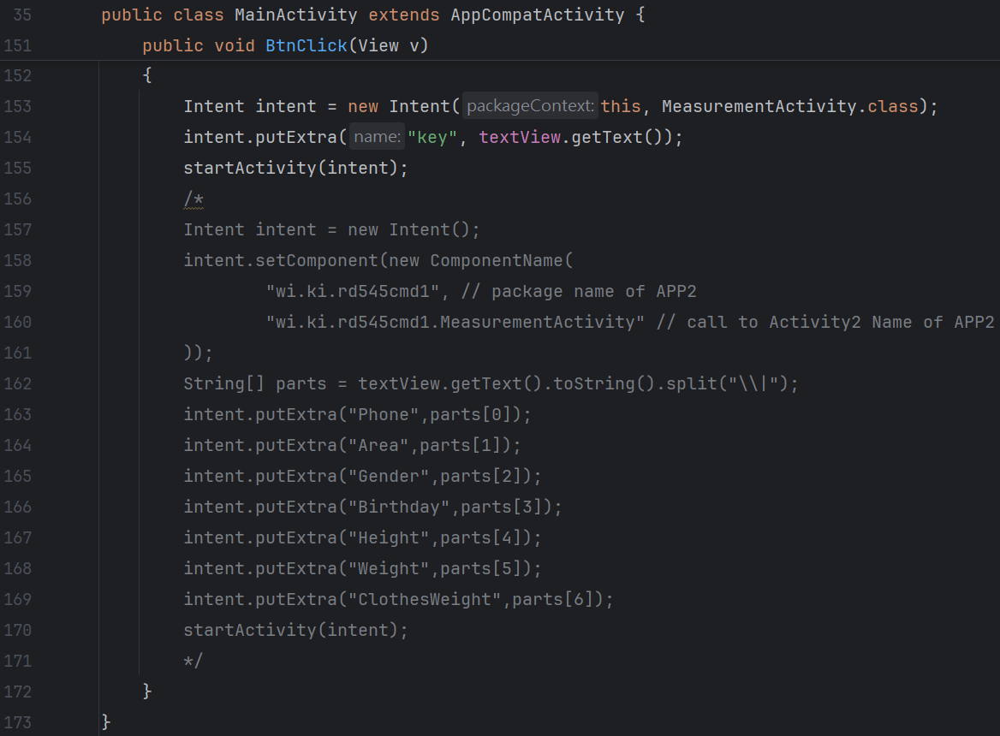 35 public class MainActivity extends AppCompatActivity {
151 public void BtnClick(View v)
152 {
153 Intent intent = new Intent( packageContext: this, MeasurementActivity.class);
154 intent.putExtra( name: "key", textView.getText());
155 startActivity(intent);
156 /*
157 Intent intent = new Intent();
158 intent.setComponent(new ComponentName(
159 "wi.ki.rd545cmd1", // package name of APP2
160 "wi.ki.rd545cmd1.MeasurementActivity" // call to Activity2 Name of APP2
161 ));
162 String[] parts = textView.getText().toString().split("\\|");
163 intent.putExtra("Phone",parts[0]);
164 intent.putExtra("Area",parts[1]);
165 intent.putExtra("Gender",parts[2]);
166 intent.putExtra("Birthday",parts[3]);
167 intent.putExtra("Height",parts[4]);
168 intent.putExtra("Weight",parts[5]);
169 intent.putExtra("ClothesWeight",parts[6]);
170 startActivity(intent);
171 */
172 }
173 }